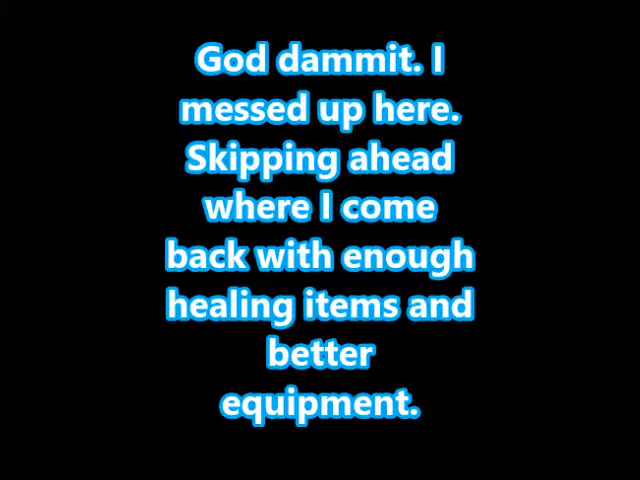 God dammit. I
messed up here.
Skipping ahead
where I come
back with enough
healing items and
better
equipment.